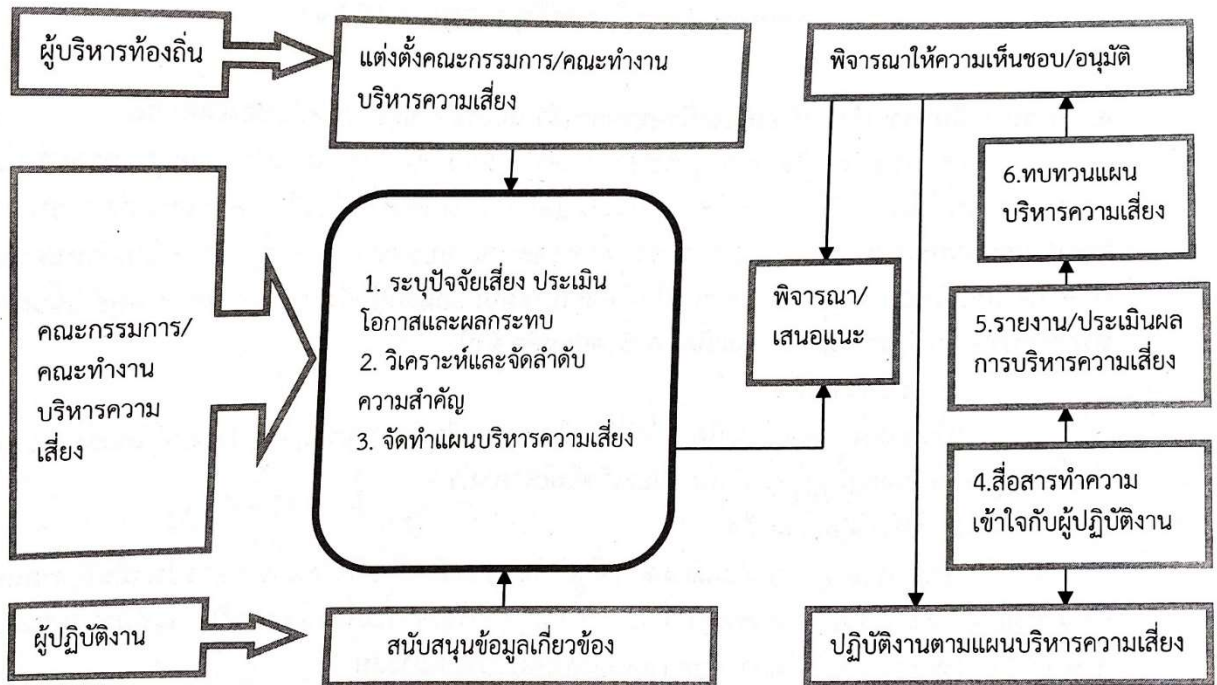 ผู้บริหารท้องถิ่น
แต่งตั้งคณะกรรมการ/คณะทำงาน
บริหารความเสี่ยง
พิจารณาให้ความเห็นชอบ/อนุมัติ
คณะกรรมการ/
คณะทำงาน
บริหารความ
เสี่ยง
1. ระบุปัจจัยเสี่ยง ประเมิน
โอกาสและผลกระทบ
2. วิเคราะห์และจัดลำดับ
ความสำคัญ
3. จัดทำแผนบริหารความเสี่ยง
พิจารณา/
เสนอแนะ
6.ทบทวนแผน
บริหารความเสี่ยง
5.รายงาน/ประเมินผล
การบริหารความเสี่ยง
4.สื่อสารทำความ
เข้าใจกับผู้ปฏิบัติงาน
ผู้ปฏิบัติงาน
สนับสนุนข้อมูลเกี่ยวข้อง
ปฏิบัติงานตามแผนบริหารความเสี่ยง